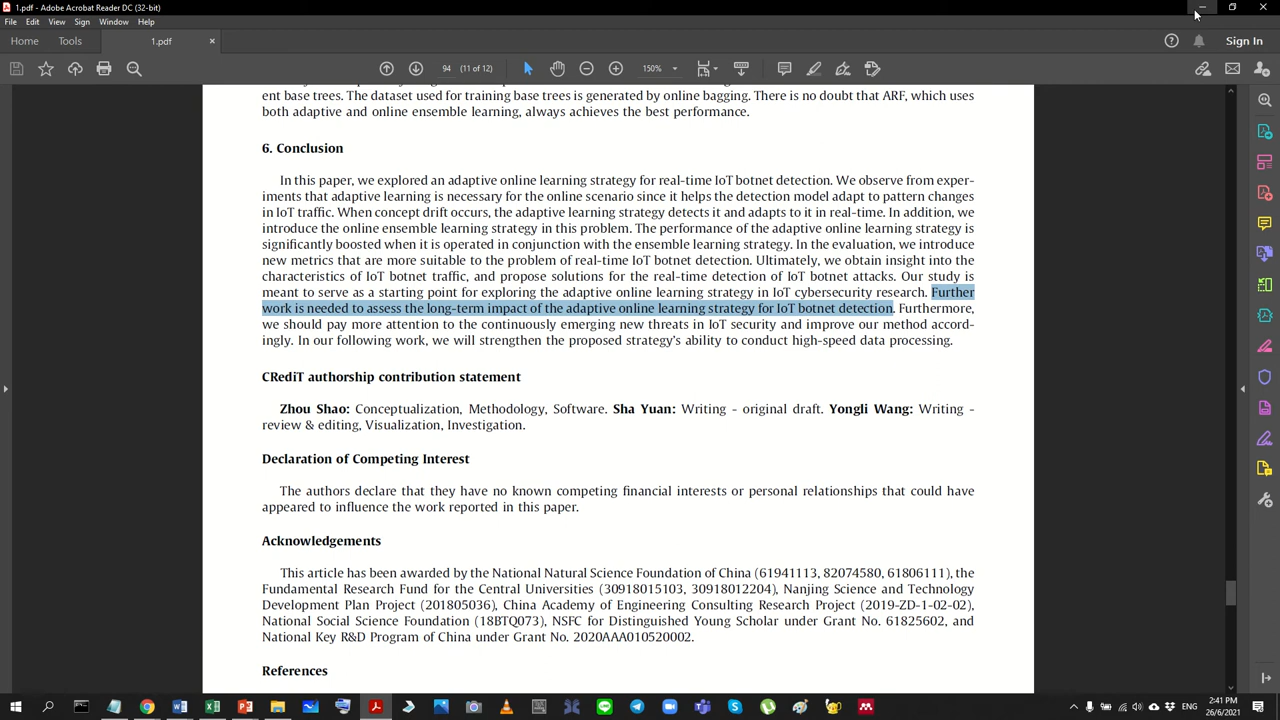 1.pdf - Adobe Acrobat Reader DC (32-bit)
File Edit View Sign Window Help
Home Tools 1.pdf × Sign In
94 (11 of 12) 150%
ent base trees. The dataset used for training base trees is generated by online bagging. There is no doubt that ARF, which uses
both adaptive and online ensemble learning, always achieves the best performance.
6. Conclusion
In this paper, we explored an adaptive online learning strategy for real-time IoT botnet detection. We observe from exper-
iments that adaptive learning is necessary for the online scenario since it helps the detection model adapt to pattern changes
in IoT traffic. When concept drift occurs, the adaptive learning strategy detects it and adapts to it in real-time. In addition, we
introduce the online ensemble learning strategy in this problem. The performance of the adaptive online learning strategy is
significantly boosted when it is operated in conjunction with the ensemble learning strategy. In the evaluation, we introduce
new metrics that are more suitable to the problem of real-time IoT botnet detection. Ultimately, we obtain insight into the
characteristics of IoT botnet traffic, and propose solutions for the real-time detection of IoT botnet attacks. Our study is
meant to serve as a starting point for exploring the adaptive online learning strategy in IoT cybersecurity research. Further
work is needed to assess the long-term impact of the adaptive online learning strategy for IoT botnet detection. Furthermore,
we should pay more attention to the continuously emerging new threats in IoT security and improve our method accord-
ingly. In our following work, we will strengthen the proposed strategy's ability to conduct high-speed data processing.
CRediT authorship contribution statement
Zhou Shao: Conceptualization, Methodology, Software. Sha Yuan: Writing - original draft. Yongli Wang: Writing -
review & editing, Visualization, Investigation.
Declaration of Competing Interest
The authors declare that they have no known competing financial interests or personal relationships that could have
appeared to influence the work reported in this paper.
Acknowledgements
This article has been awarded by the National Natural Science Foundation of China (61941113, 82074580, 61806111), the
Fundamental Research Fund for the Central Universities (30918015103, 30918012204), Nanjing Science and Technology
Development Plan Project (201805036), China Academy of Engineering Consulting Research Project (2019-ZD-1-02-02),
National Social Science Foundation (18BTQ073), NSFC for Distinguished Young Scholar under Grant No. 61825602, and
National Key R&D Program of China under Grant No. 2020AAA010520002.
References
ENG
2:41 PM
26/6/2021